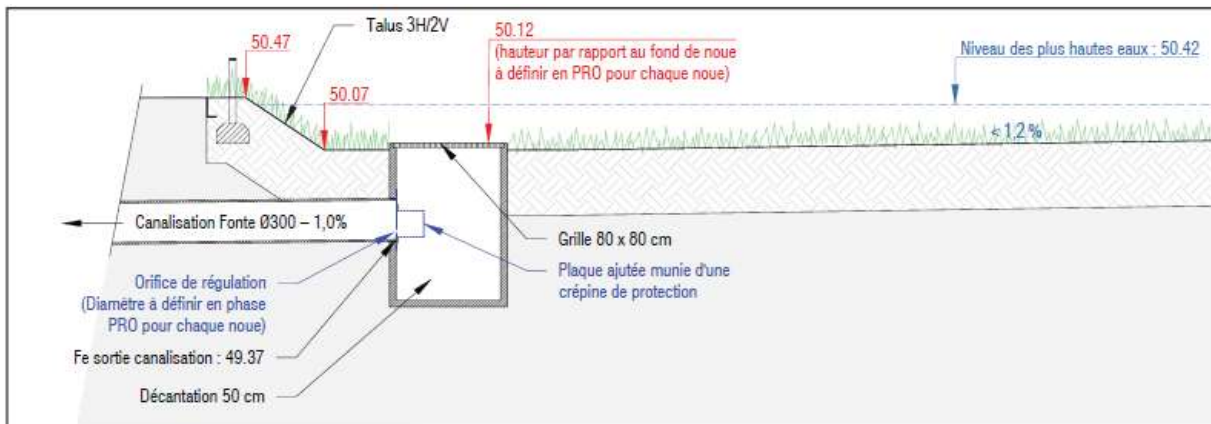 Talus 3H/2V
50.47
50.07
50.12
(hauteur par rapport au fond de noue
à définir en PRO pour chaque noue)
Niveau des plus hautes eaux : 50.42
< 1,2 %
Canalisation Fonte Ø300 – 1,0%
Grille 80 x 80 cm
Plaque ajutée munie d'une
crépine de protection
Orifice de régulation
(Diamètre à définir en phase
PRO pour chaque noue)
Fe sortie canalisation : 49.37
Décantation 50 cm